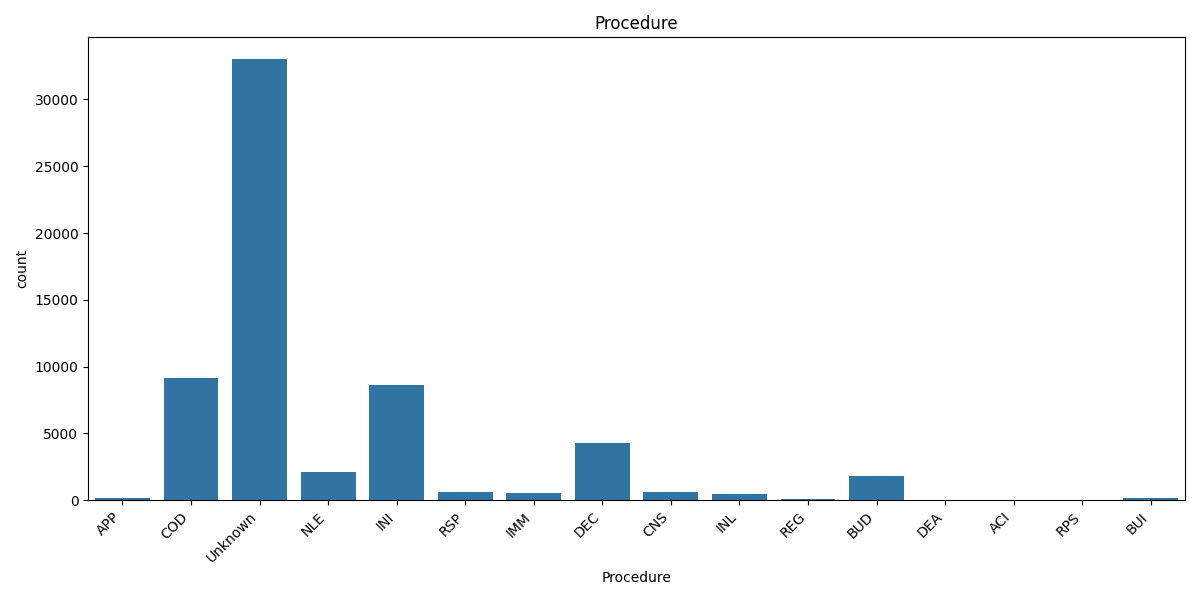 Procedure
count
30000
25000
20000
15000
10000
5000
0
APP COD Unknown NLE INI RSP IMM DEC CNS INL REG BUD DEA ACI RPS BUI
Procedure